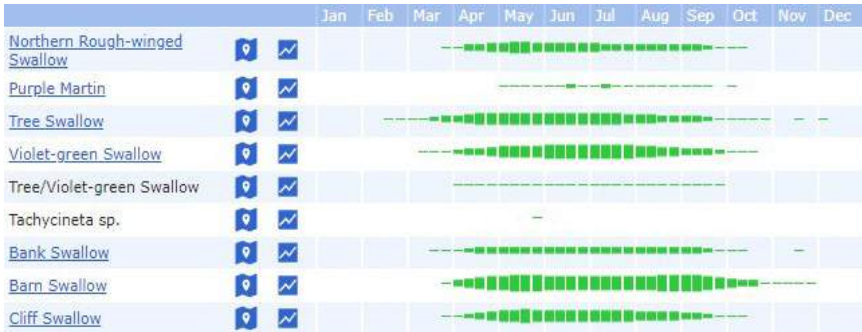 Jan Feb Mar Apr May Jun Jul Aug Sep Oct Nov Dec
Northern Rough-winged
Swallow
Purple Martin
Tree Swallow
Violet-green Swallow
Tree/Violet-green Swallow
Tachycineta sp.
Bank Swallow
Barn Swallow
Cliff Swallow